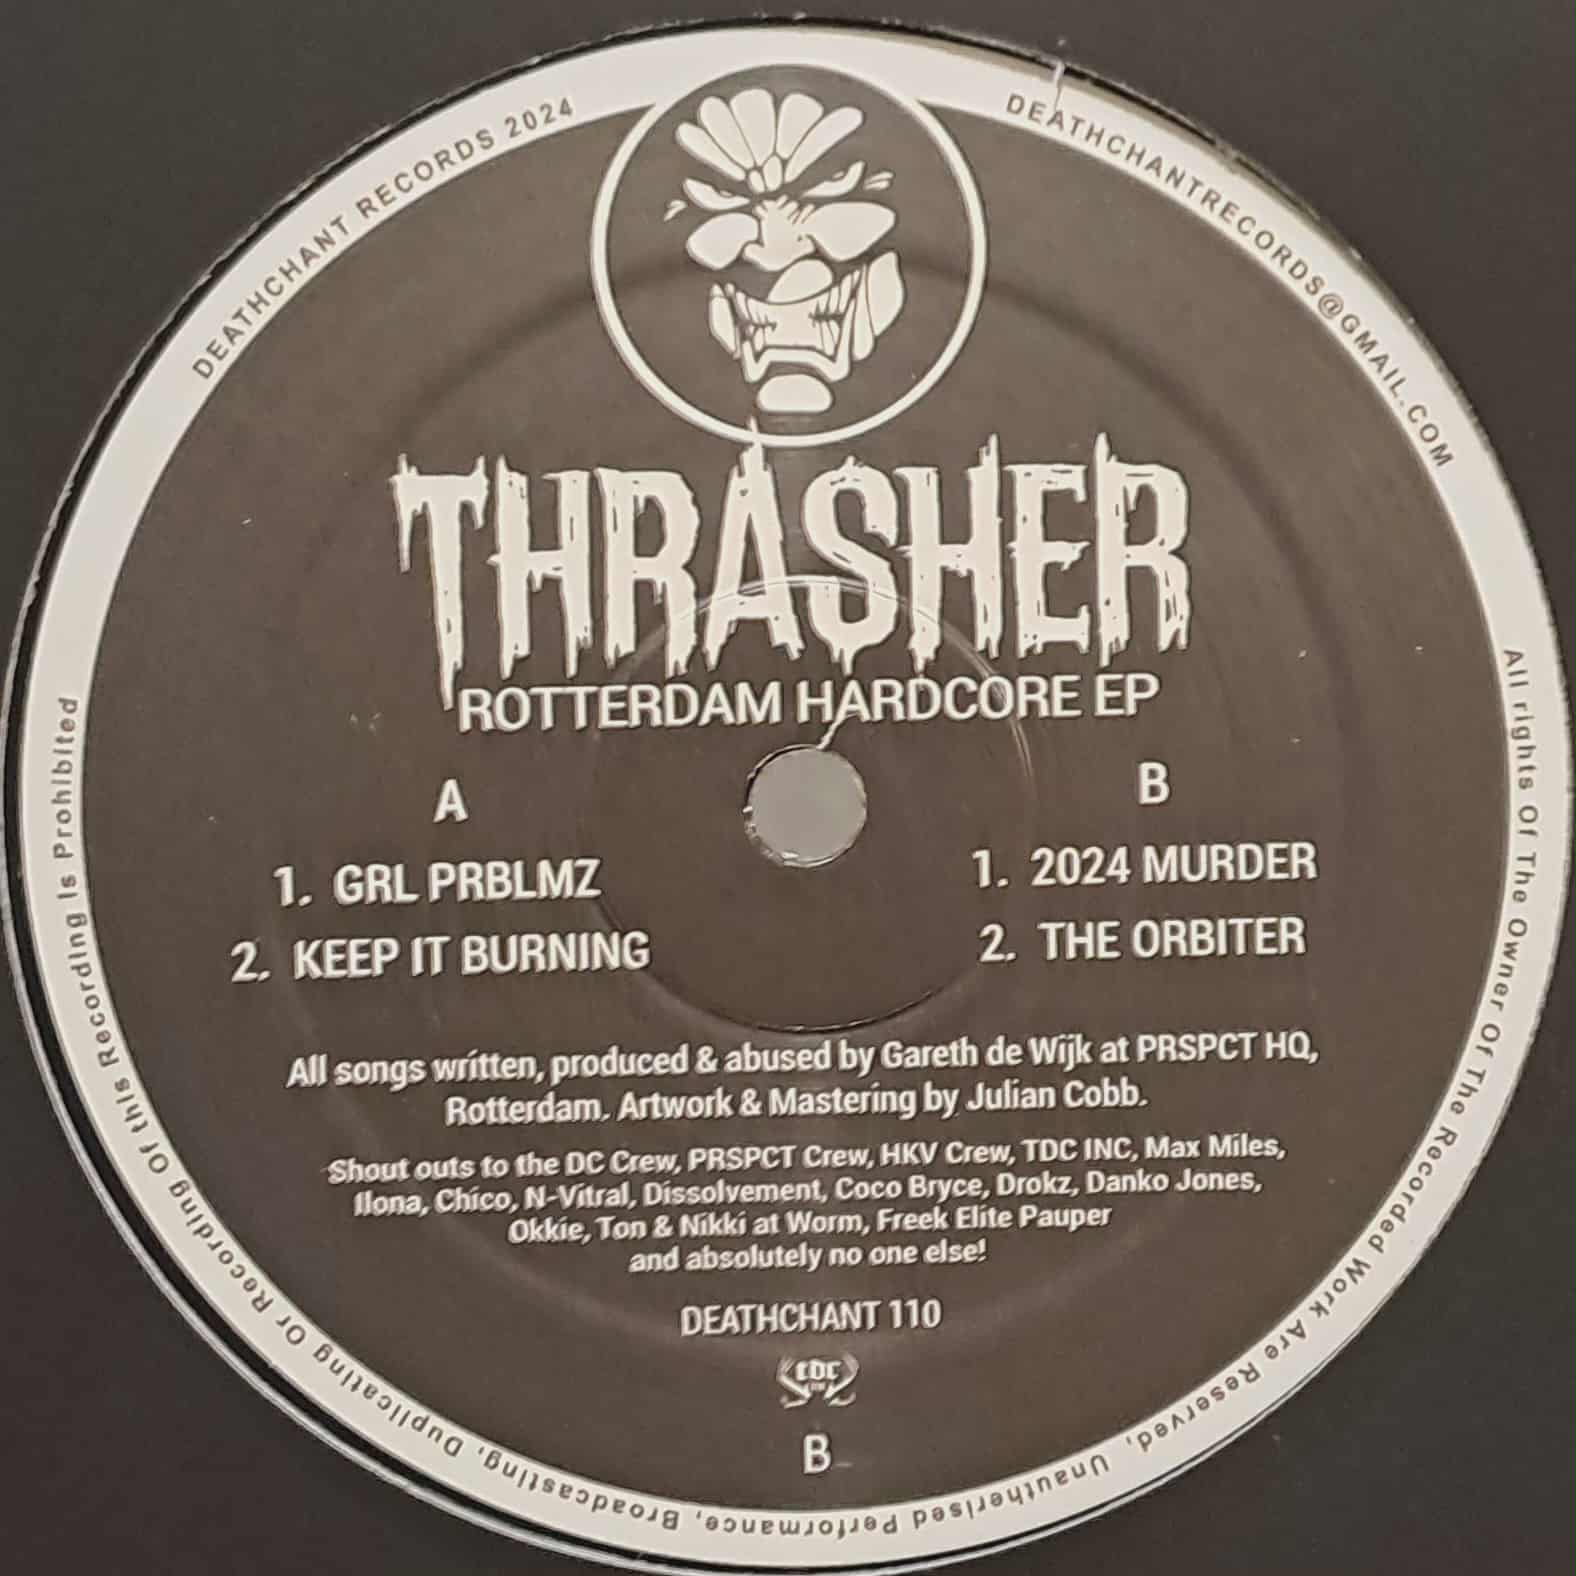 DEATHCHANT RECORDS 2024
DEATHCHANTRECORDS@GMAIL.COM
THRASHER
ROTTERDAM HARDCORE EP
A
1. GRL PRBLMZ
2. KEEP IT BURNING
B
1. 2024 MURDER
2. THE ORBITER
All songs written, produced & abused by Gareth de Wijk at PRSPCT HQ,
Rotterdam. Artwork & Mastering by Julian Cobb.
Shout outs to the DC Crew, PRSPCT Crew, HKV Crew, TDC INC, Max Miles,
Ilona, Chico, N-Vitral, Dissolvement, Coco Bryce, Drokz, Danko Jones,
Okkie, Ton & Nikki at Worm, Freek Elite Pauper
and absolutely no one else!
DEATHCHANT 110
B
All rights Of The Owner Of The Recorded Work Are Reserved, Unautherised Performance, Broadcasting, Duplicating Or Recording Of this Recording Is Prohibited